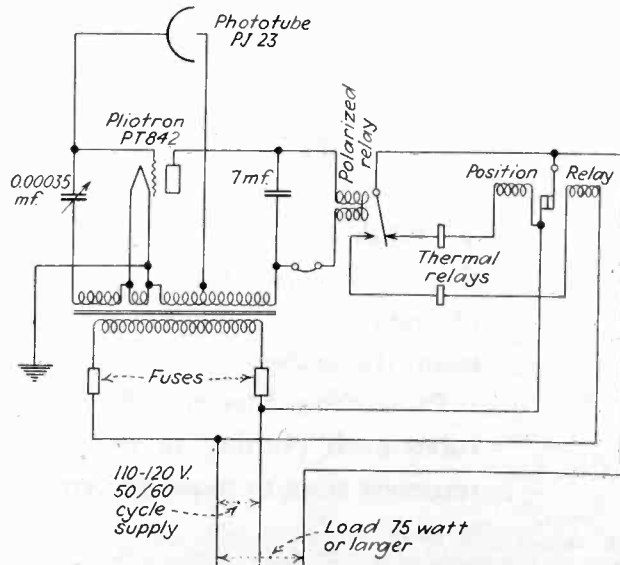 Phototube
PJ 23
Pliotron
PT842
0.00035
mf.
7 mf.
Polarized
relay
Position Relay
Thermal
relays
Fuses
110-120 V.
50/60
cycle
supply
Load 75 watt
or larger